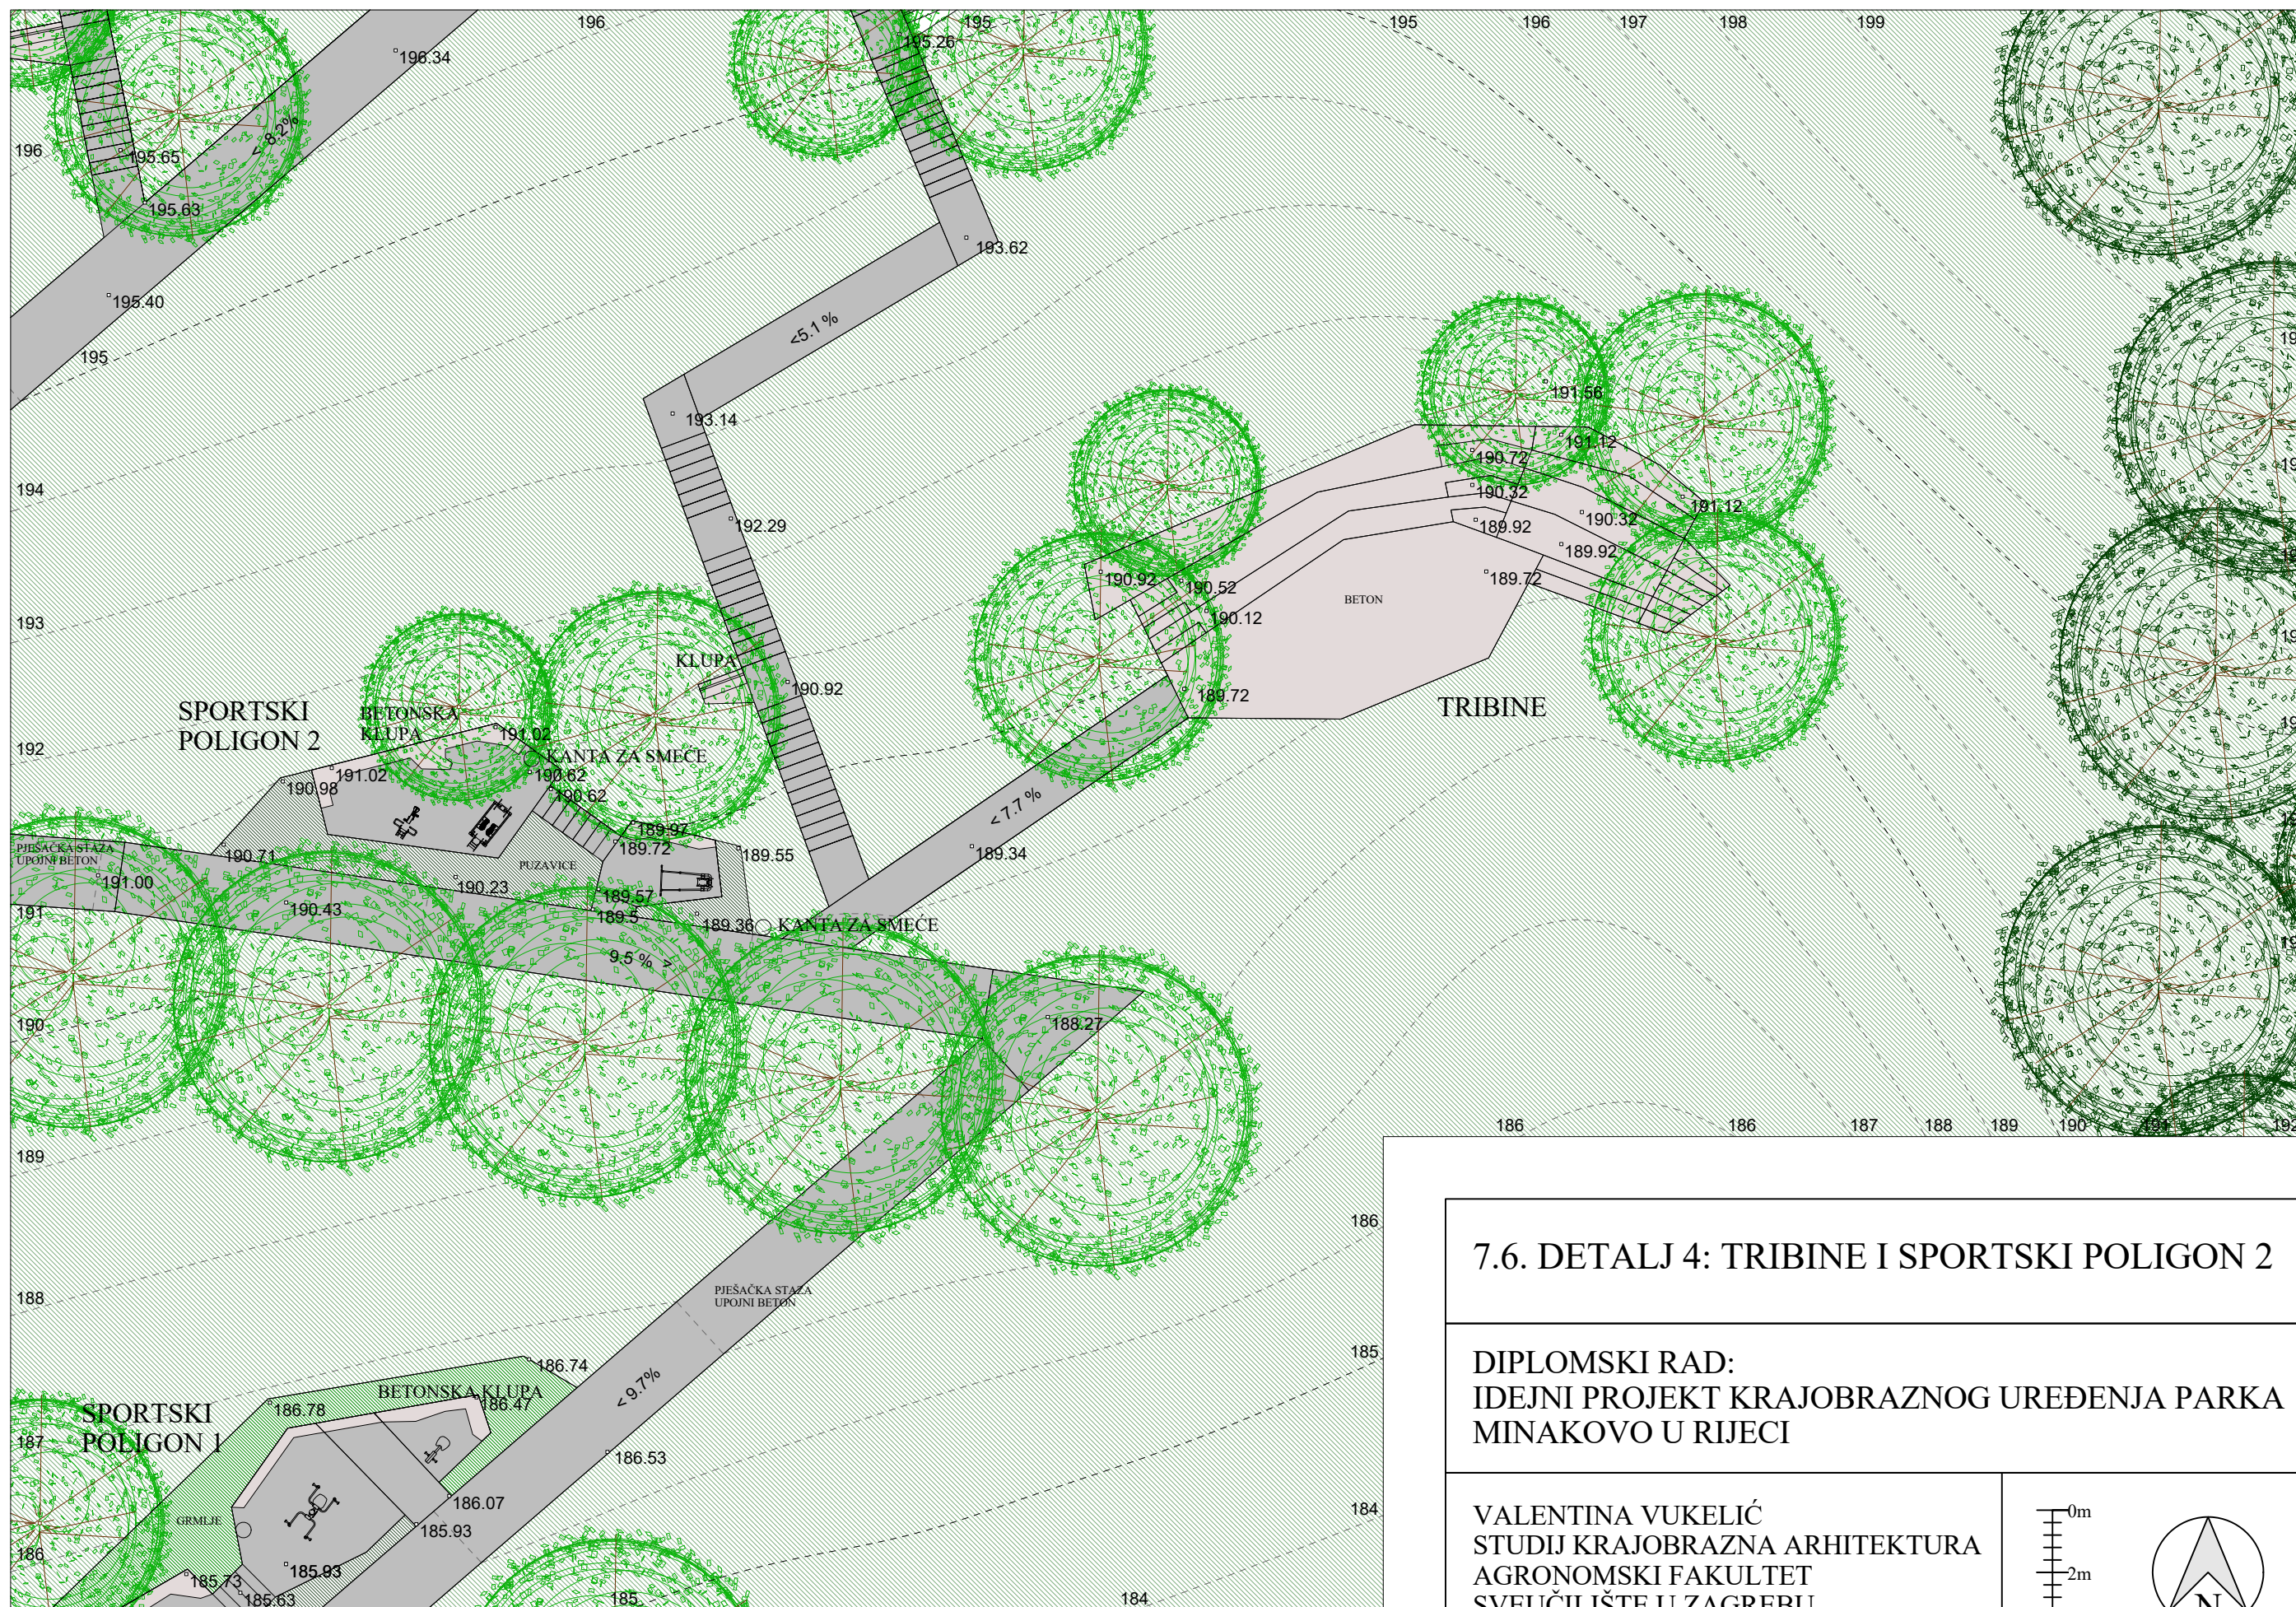 196
195
195
196
197
198
199
196.34
195.26
< 8.2%
196
195.65
195.63
193.62
195.40
<5.1 %
195
191.56
193.14
191.12
190.72
194
190.32
191.12
192.29
189.92
190.32
189.92
190.92
189.72
190.52
BETON
190.12
193
KLUPA
190.92
189.72
TRIBINE
SPORTSKI
POLIGON 2
BETONSKA
KLUPA
191.02
192
KANTA ZA SMEĆE
191.02
190.62
190.98
190.62
< 7.7 %
189.97
PJEŠAČKA STAZA
UPOJNI BETON
190.71
189.72
189.55
189.34
PUZAVICE
191.00
190.23
189.57
190.43
191
189.5
189.36
KANTA ZA SMEĆE
9.5 % >
190
188.27
186
186
187
188
189
190
191
192
189
186
7.6. DETALJ 4: TRIBINE I SPORTSKI POLIGON 2
188
PJEŠAČKA STAZA
UPOJNI BETON
185
186.74
DIPLOMSKI RAD:
IDEJNI PROJEKT KRAJOBRAZNOG UREĐENJA PARKA
MINAKOVO U RIJECI
< 9.7%
BETONSKA KLUPA
186.78
186.47
SPORTSKI
POLIGON 1
187
186.53
186.07
184
VALENTINA VUKELIĆ
STUDIJ KRAJOBRAZNA ARHITEKTURA
AGRONOMSKI FAKULTET
SVEUČILIŠTE U ZAGREBU
0m
2m
N
GRMLJE
185.93
186
185.93
185.73
185.63
185
184